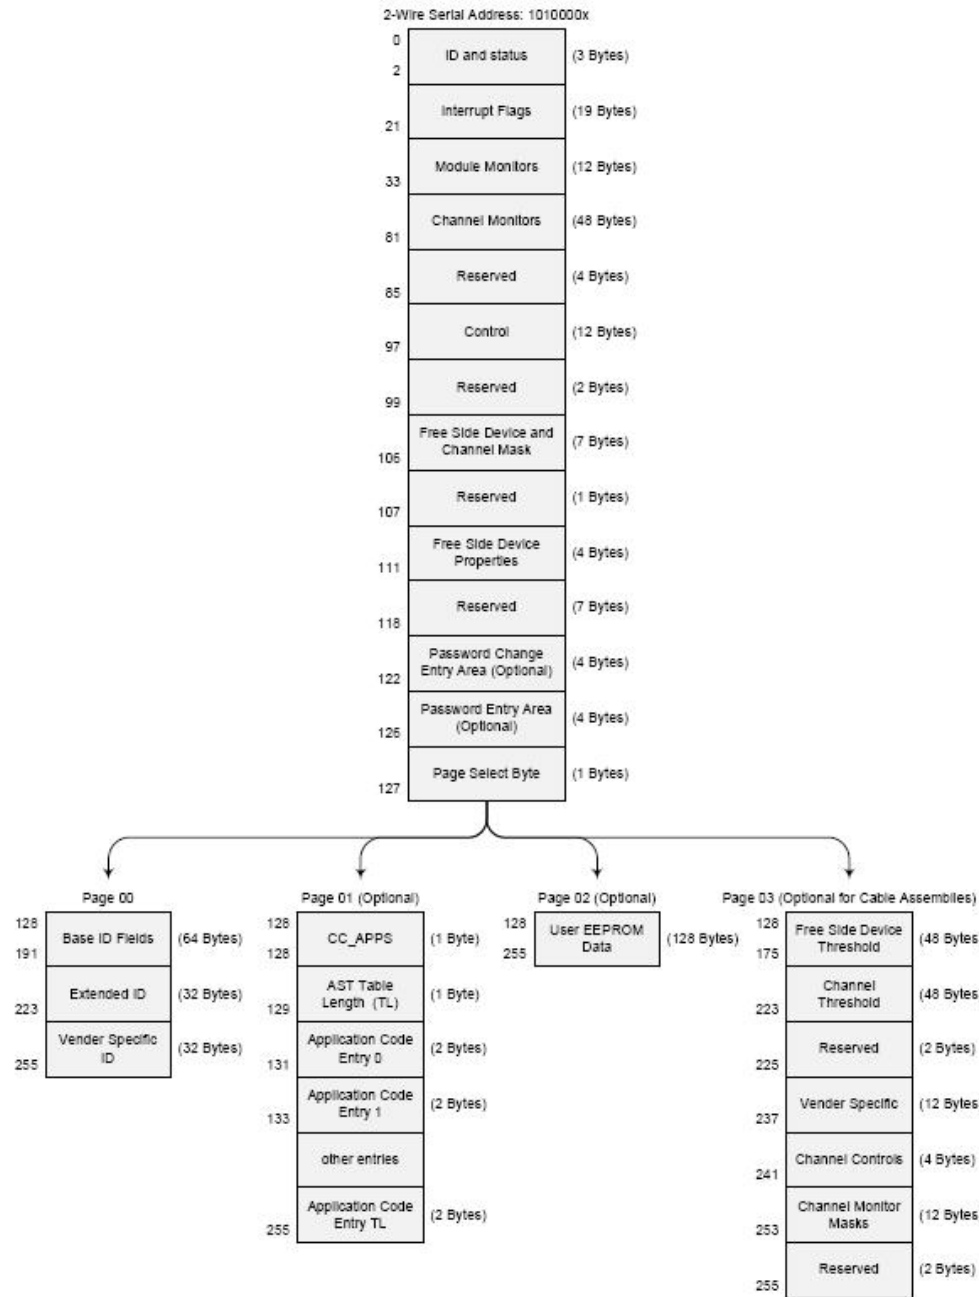 2-Wire Serial Address: 1010000x
0
ID and status (3 Bytes)
2
Interrupt Flags (19 Bytes)
21
Module Monitors (12 Bytes)
33
Channel Monitors (48 Bytes)
81
Reserved (4 Bytes)
85
Control (12 Bytes)
97
Reserved (2 Bytes)
99
Free Side Device and
Channel Mask
(7 Bytes)
106
Reserved (1 Bytes)
107
Free Side Device
Properties
(4 Bytes)
111
Reserved (7 Bytes)
118
Password Change
Entry Area (Optional)
(4 Bytes)
122
Password Entry Area
(Optional)
(4 Bytes)
126
Page Select Byte (1 Bytes)
127
Page 00
128
Base ID Fields (64 Bytes)
191
Extended ID (32 Bytes)
223
Vender Specific
ID
(32 Bytes)
255
Page 01 (Optional)
128
CC_APPS (1 Byte)
128
AST Table
Length (TL)
(1 Byte)
129
Application Code
Entry 0
(2 Bytes)
131
Application Code
Entry 1
(2 Bytes)
133
other entries
Application Code
Entry TL
(2 Bytes)
255
Page 02 (Optional)
128
User EEPROM
Data
(128 Bytes)
255
Page 03 (Optional for Cable Assemblies)
128
Free Side Device
Threshold
(48 Bytes
175
Channel
Threshold
(48 Bytes
223
Reserved (2 Bytes)
225
Vender Specific (12 Bytes
237
Channel Controls (4 Bytes)
241
Channel Monitor
Masks
(12 Bytes
253
Reserved (2 Bytes)
255